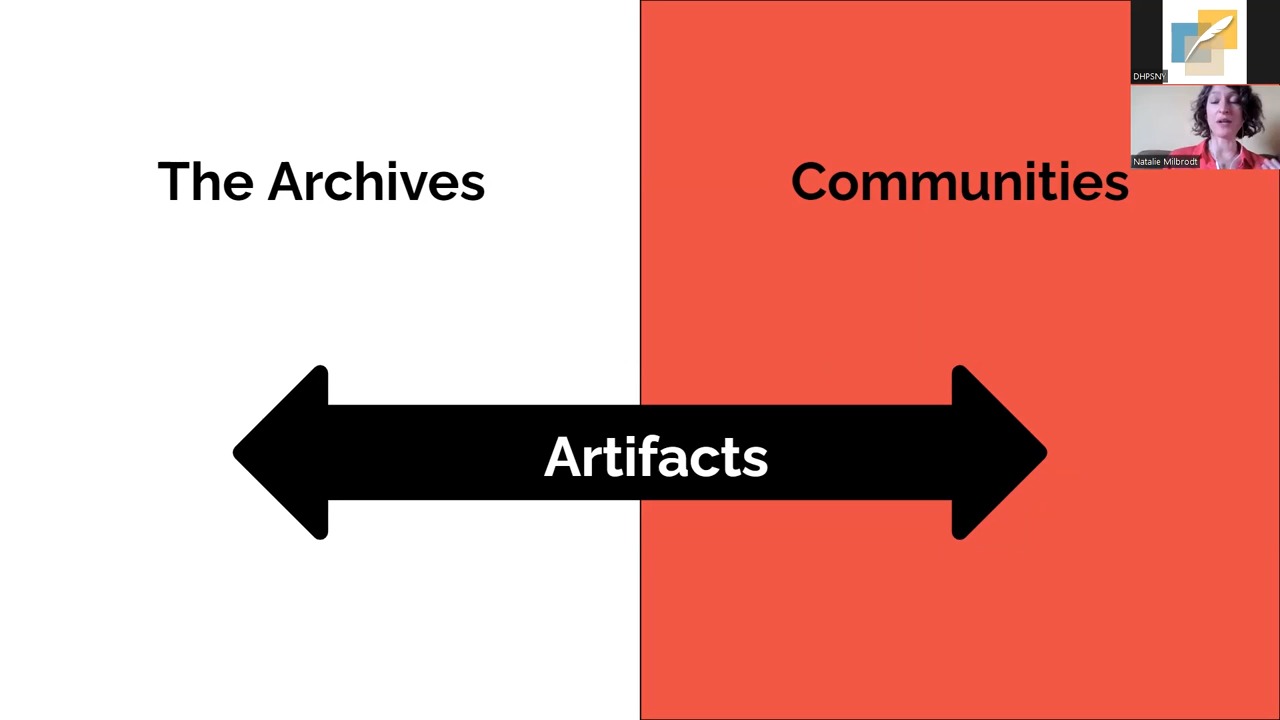 The Archives
Communities
Artifacts
DHPSNY
Natalie Milbrodt